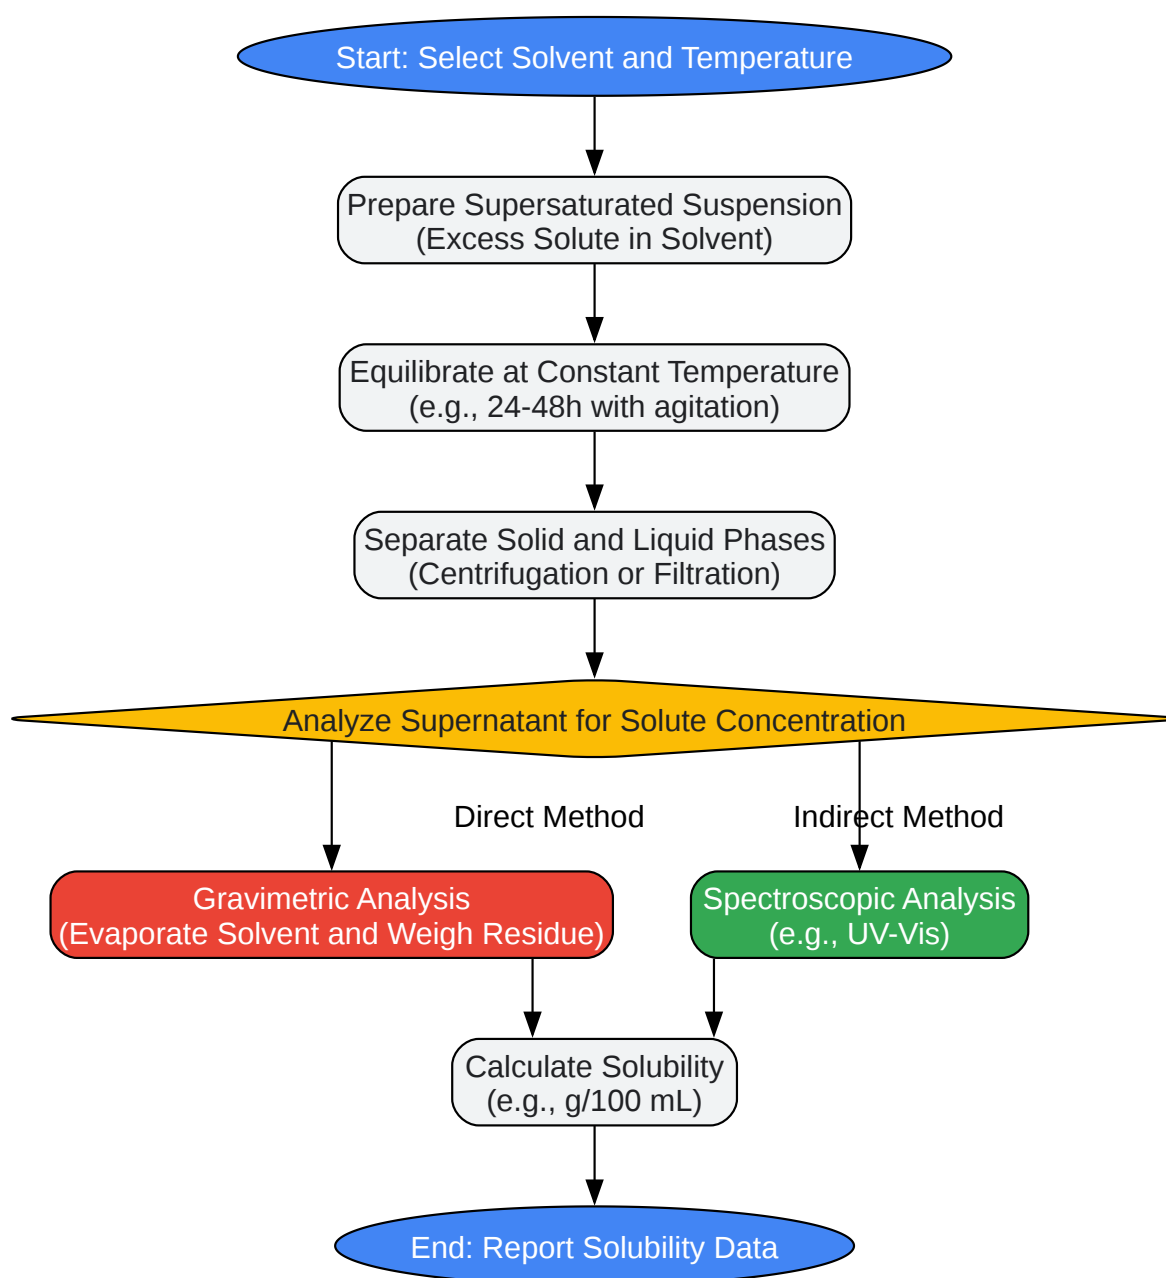 Start: Select Solvent and Temperature
Prepare Supersaturated Suspension
(Excess Solute in Solvent)
Equilibrate at Constant Temperature
(e.g., 24-48h with agitation)
Separate Solid and Liquid Phases
(Centrifugation or Filtration)
Analyze Supernatant for Solute Concentration
Direct Method
Indirect Method
Gravimetric Analysis
(Evaporate Solvent and Weigh Residue)
Spectroscopic Analysis
(e.g., UV-Vis)
Calculate Solubility
(e.g., g/100 mL)
End: Report Solubility Data